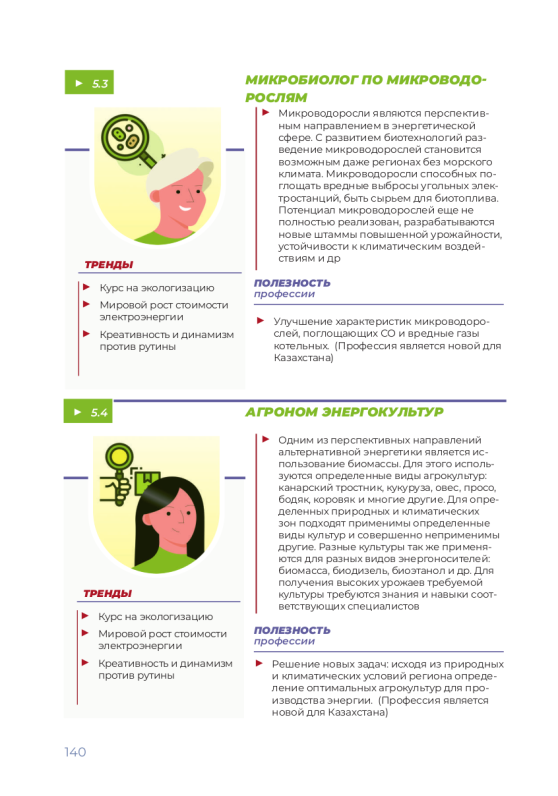 5.3
МИКРОБИОЛОГ ПО МИКРОВОДО-
РОСЛЯМ
Микроводоросли являются перспектив-
ным направлением в энергетической
сфере. С развитием биотехнологий раз-
ведение микроводорослей становится
возможным даже регионах без морского
климата. Микроводоросли способных по-
глощать вредные выбросы угольных элек-
тростанций, быть сырьем для биотоплива.
Потенциал микроводорослей еще не
полностью реализован, разрабатываются
новые штаммы повышенной урожайности,
устойчивости к климатическим воздей-
ствиям и др
ТРЕНДЫ
Курс на экологизацию
Мировой рост стоимости
электроэнергии
Креативность и динамизм
против рутины
ПОЛЕЗНОСТЬ
профессии
Улучшение характеристик микроводоро-
слей, поглощающих СО и вредные газы
котельных. (Профессия является новой для
Казахстана)
5.4
АГРОНОМ ЭНЕРГОКУЛЬТУР
Одним из перспективных направлений
альтернативной энергетики является ис-
пользование биомассы. Для этого исполь-
зуются определенные виды агрокультур:
канарский тростник, кукуруза, овес, просо,
бодяк, коровяк и многие другие. Для опре-
деленных природных и климатических
зон подходят применимы определенные
виды культур и совершенно неприменимы
другие. Разные культуры так же применя-
ются для разных видов энергоносителей:
биомасса, биодизель, биоэтанол и др. Для
получения высоких урожаев требуемой
культуры требуются знания и навыки соот-
ветствующих специалистов
ТРЕНДЫ
Курс на экологизацию
Мировой рост стоимости
электроэнергии
Креативность и динамизм
против рутины
ПОЛЕЗНОСТЬ
профессии
Решение новых задач: исходя из природных
и климатических условий региона опреде-
ление оптимальных агрокультур для про-
изводства энергии. (Профессия является
новой для Казахстана)
140